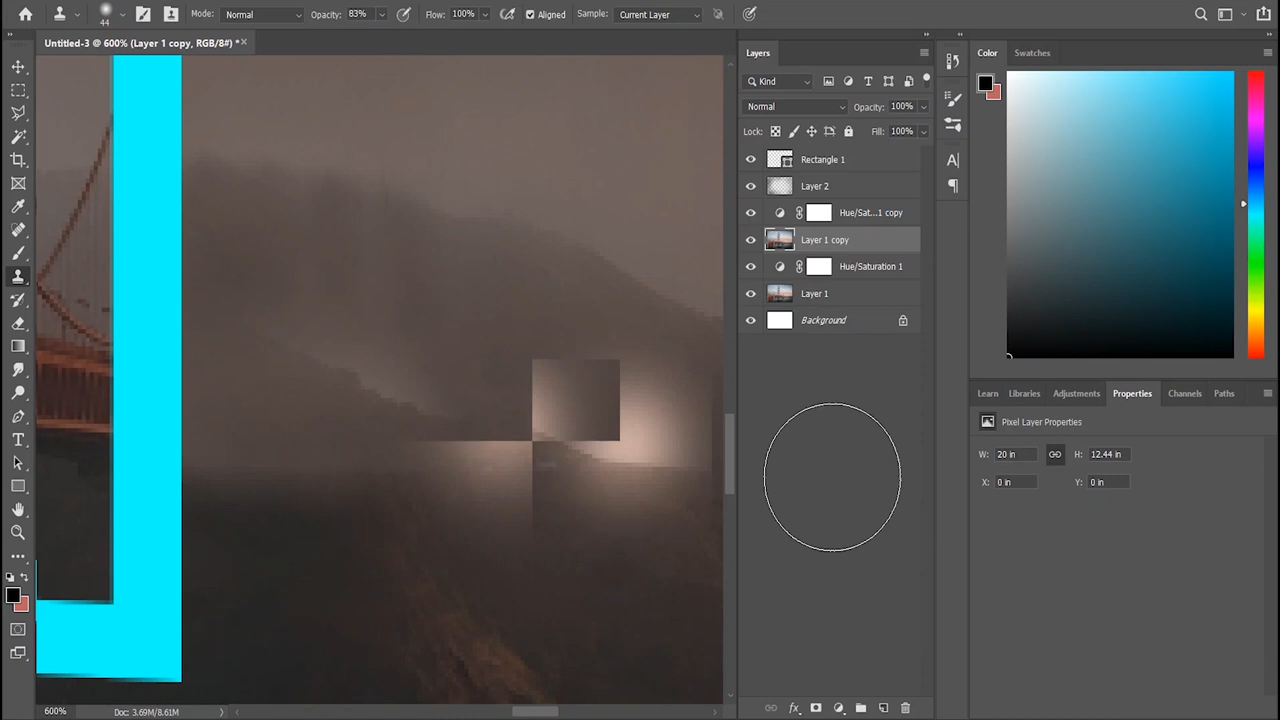 Mode: Normal Opacity: 83% Flow: 100% Aligned Sample: Current Layer
44
Untitled-3 @ 600% (Layer 1 copy, RGB/8#) *
Layers
Kind
Normal Opacity: 100%
Lock: Fill: 100%
Rectangle 1
Layer 2
Hue/Sat...1 copy
Layer 1 copy
Hue/Saturation 1
Layer 1
Background
Color Swatches
Learn Libraries Adjustments Properties Channels Paths
Pixel Layer Properties
W: 20 in H: 12.44 in
X: 0 in Y: 0 in
600% Doc: 3.69M/8.61M